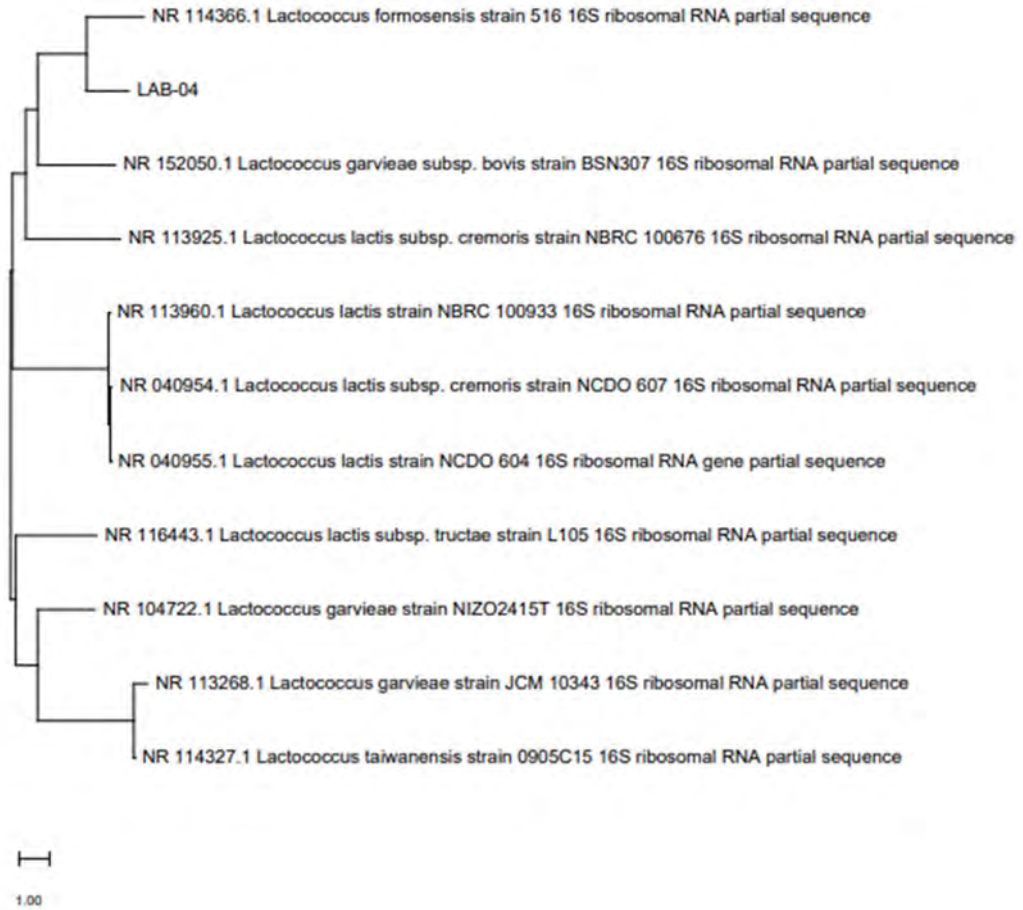 NR 114366.1 Lactococcus formosensis strain 516 16S ribosomal RNA partial sequence
LAB-04
NR 152050.1 Lactococcus garvieae subsp. bovis strain BSN307 16S ribosomal RNA partial sequence
NR 113925.1 Lactococcus lactis subsp. cremoris strain NBRC 100676 16S ribosomal RNA partial sequence
NR 113960.1 Lactococcus lactis strain NBRC 100933 16S ribosomal RNA partial sequence
NR 040954.1 Lactococcus lactis subsp. cremoris strain NCDO 607 16S ribosomal RNA partial sequence
NR 040955.1 Lactococcus lactis strain NCDO 604 16S ribosomal RNA gene partial sequence
NR 116443.1 Lactococcus lactis subsp. tructae strain L105 16S ribosomal RNA partial sequence
NR 104722.1 Lactococcus garvieae strain NIZO2415T 16S ribosomal RNA partial sequence
NR 113268.1 Lactococcus garvieae strain JCM 10343 16S ribosomal RNA partial sequence
NR 114327.1 Lactococcus taiwanensis strain 0905C15 16S ribosomal RNA partial sequence
1.00